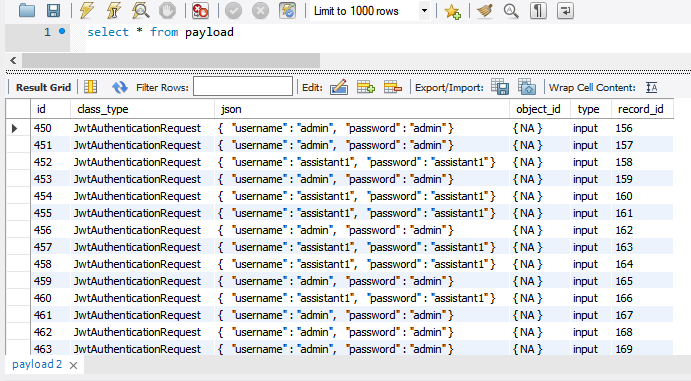 Limit to 1000 rows
1 select * from payload
Result Grid Filter Rows: Edit: Export/Import: Wrap Cell Content:
id class_type json object_id type record_id
450 JwtAuthenticationRequest { "username" : "admin", "password" : "admin" } { NA } input 156
451 JwtAuthenticationRequest { "username" : "admin", "password" : "admin" } { NA } input 157
452 JwtAuthenticationRequest { "username" : "assistant1", "password" : "assistant1" } { NA } input 158
453 JwtAuthenticationRequest { "username" : "admin", "password" : "admin" } { NA } input 159
454 JwtAuthenticationRequest { "username" : "assistant1", "password" : "assistant1" } { NA } input 160
455 JwtAuthenticationRequest { "username" : "assistant1", "password" : "assistant1" } { NA } input 161
456 JwtAuthenticationRequest { "username" : "admin", "password" : "admin" } { NA } input 162
457 JwtAuthenticationRequest { "username" : "assistant1", "password" : "assistant1" } { NA } input 163
458 JwtAuthenticationRequest { "username" : "assistant1", "password" : "assistant1" } { NA } input 164
459 JwtAuthenticationRequest { "username" : "admin", "password" : "admin" } { NA } input 165
460 JwtAuthenticationRequest { "username" : "assistant1", "password" : "assistant1" } { NA } input 166
461 JwtAuthenticationRequest { "username" : "admin", "password" : "admin" } { NA } input 167
462 JwtAuthenticationRequest { "username" : "admin", "password" : "admin" } { NA } input 168
463 JwtAuthenticationRequest { "username" : "admin", "password" : "admin" } { NA } input 169
payload 2